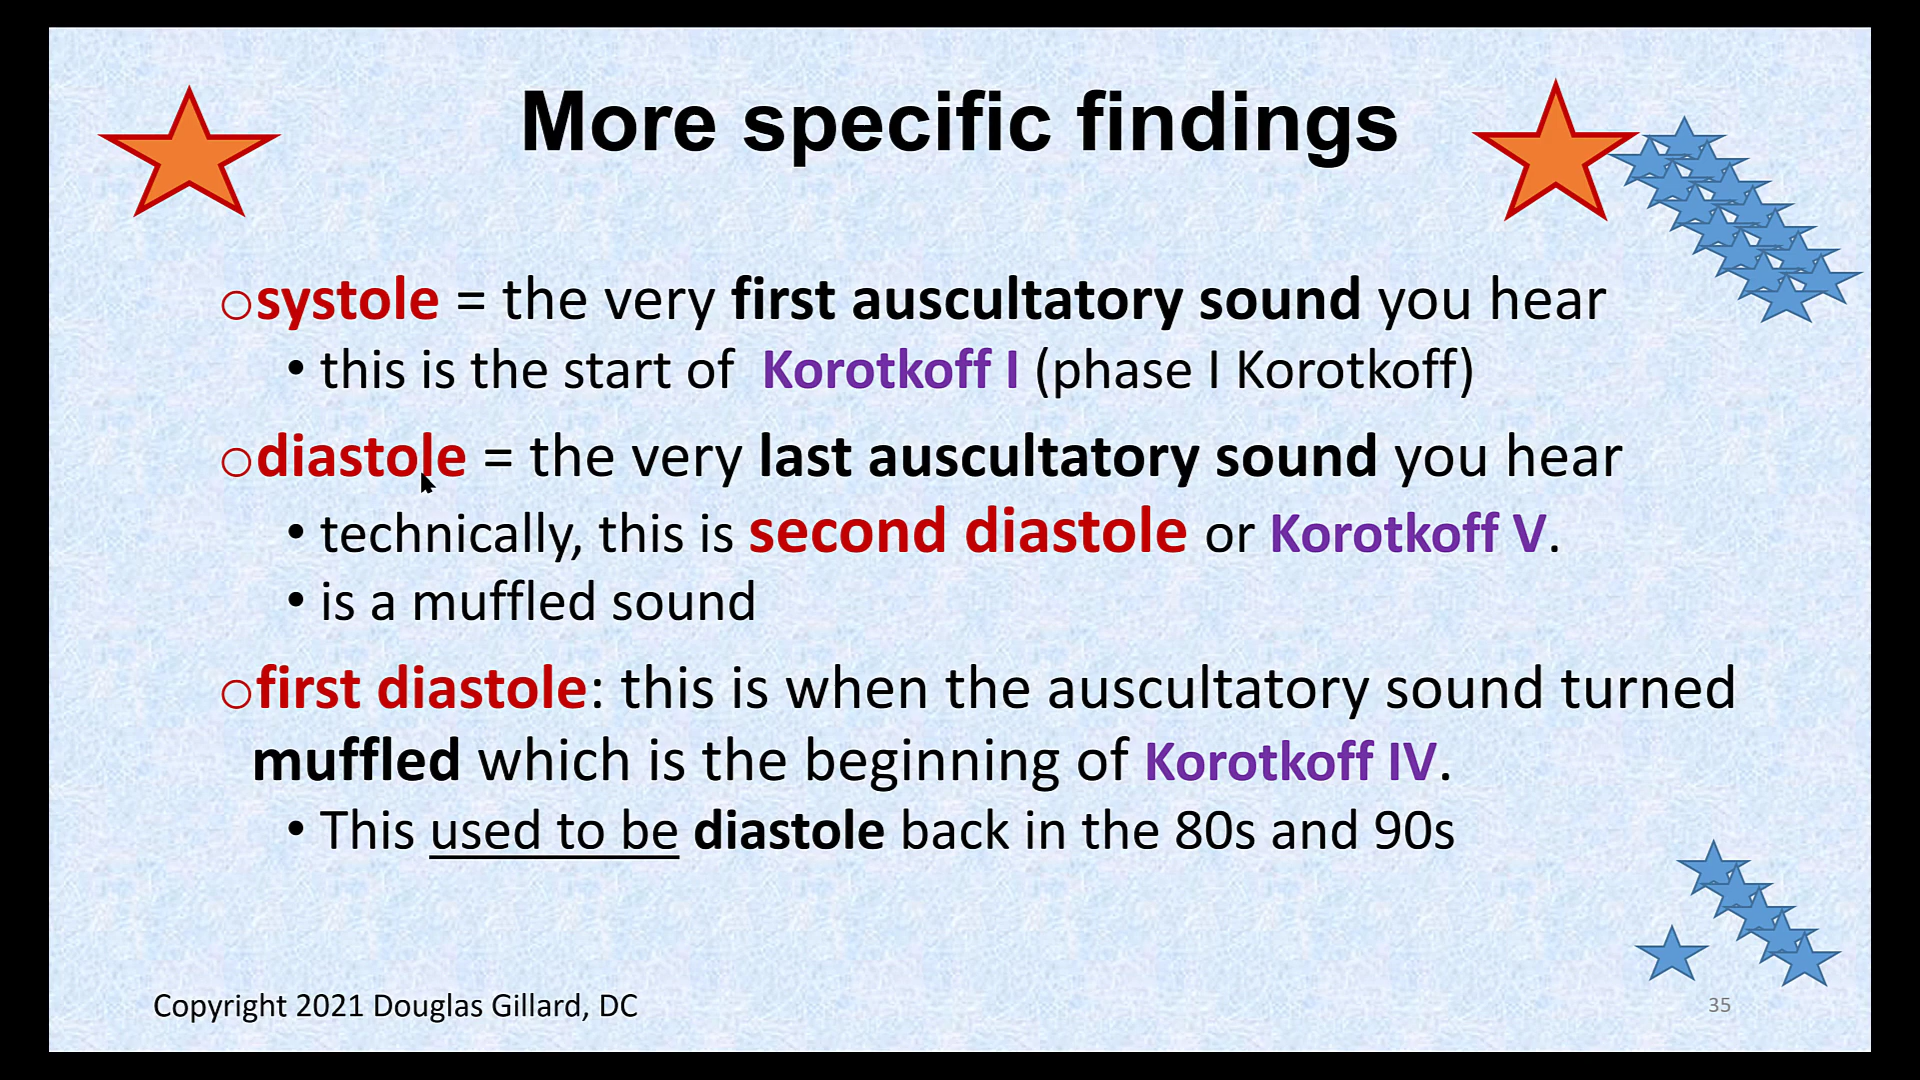 More specific findings
systole = the very first auscultatory sound you hear
• this is the start of Korotkoff I (phase I Korotkoff)
diastole = the very last auscultatory sound you hear
• technically, this is second diastole or Korotkoff V.
• is a muffled sound
first diastole: this is when the auscultatory sound turned
muffled which is the beginning of Korotkoff IV.
• This used to be diastole back in the 80s and 90s
Copyright 2021 Douglas Gillard, DC
35